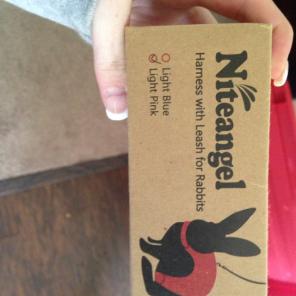 Niteangel
Harness with Leash for Rabbits
Light Blue
Light Pink